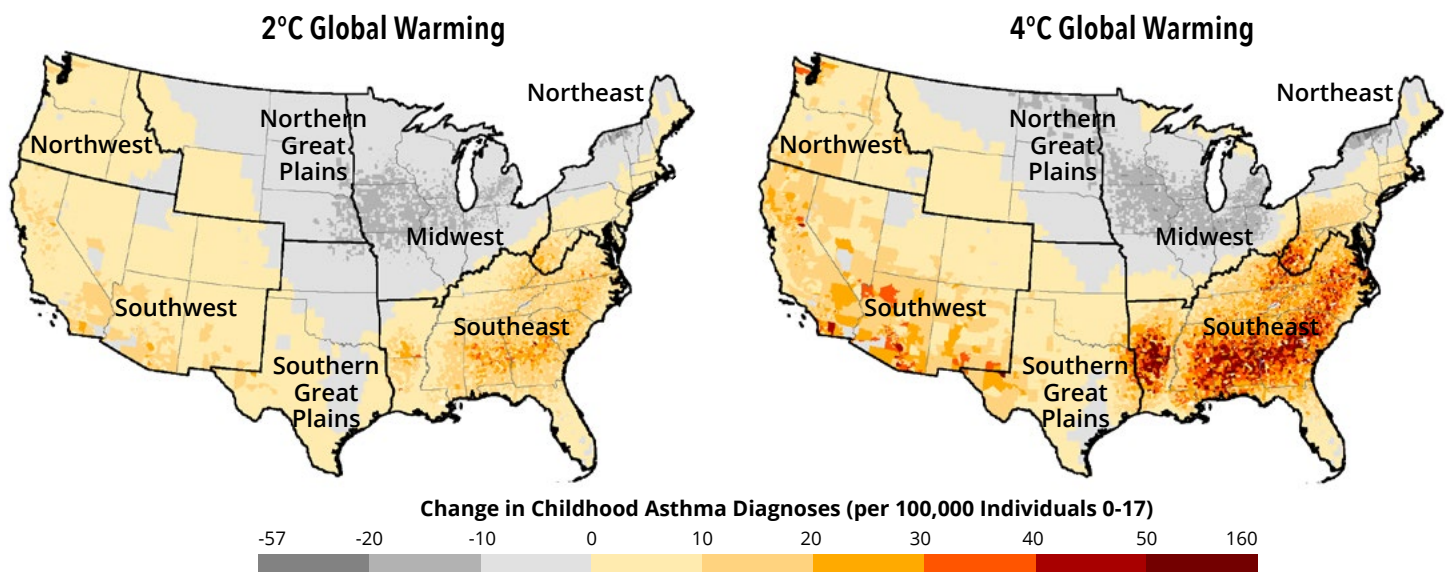 2°C Global Warming
4°C Global Warming
Northeast
Northern
Great
Plains
Northwest
Midwest
Southwest
Southeast
Southern
Great
Plains
Northeast
Northern
Great
Plains
Northwest
Midwest
Southwest
Southeast
Southern
Great
Plains
Change in Childhood Asthma Diagnoses (per 100,000 Individuals 0-17)
-57 -20 -10 0 10 20 30 40 50 160